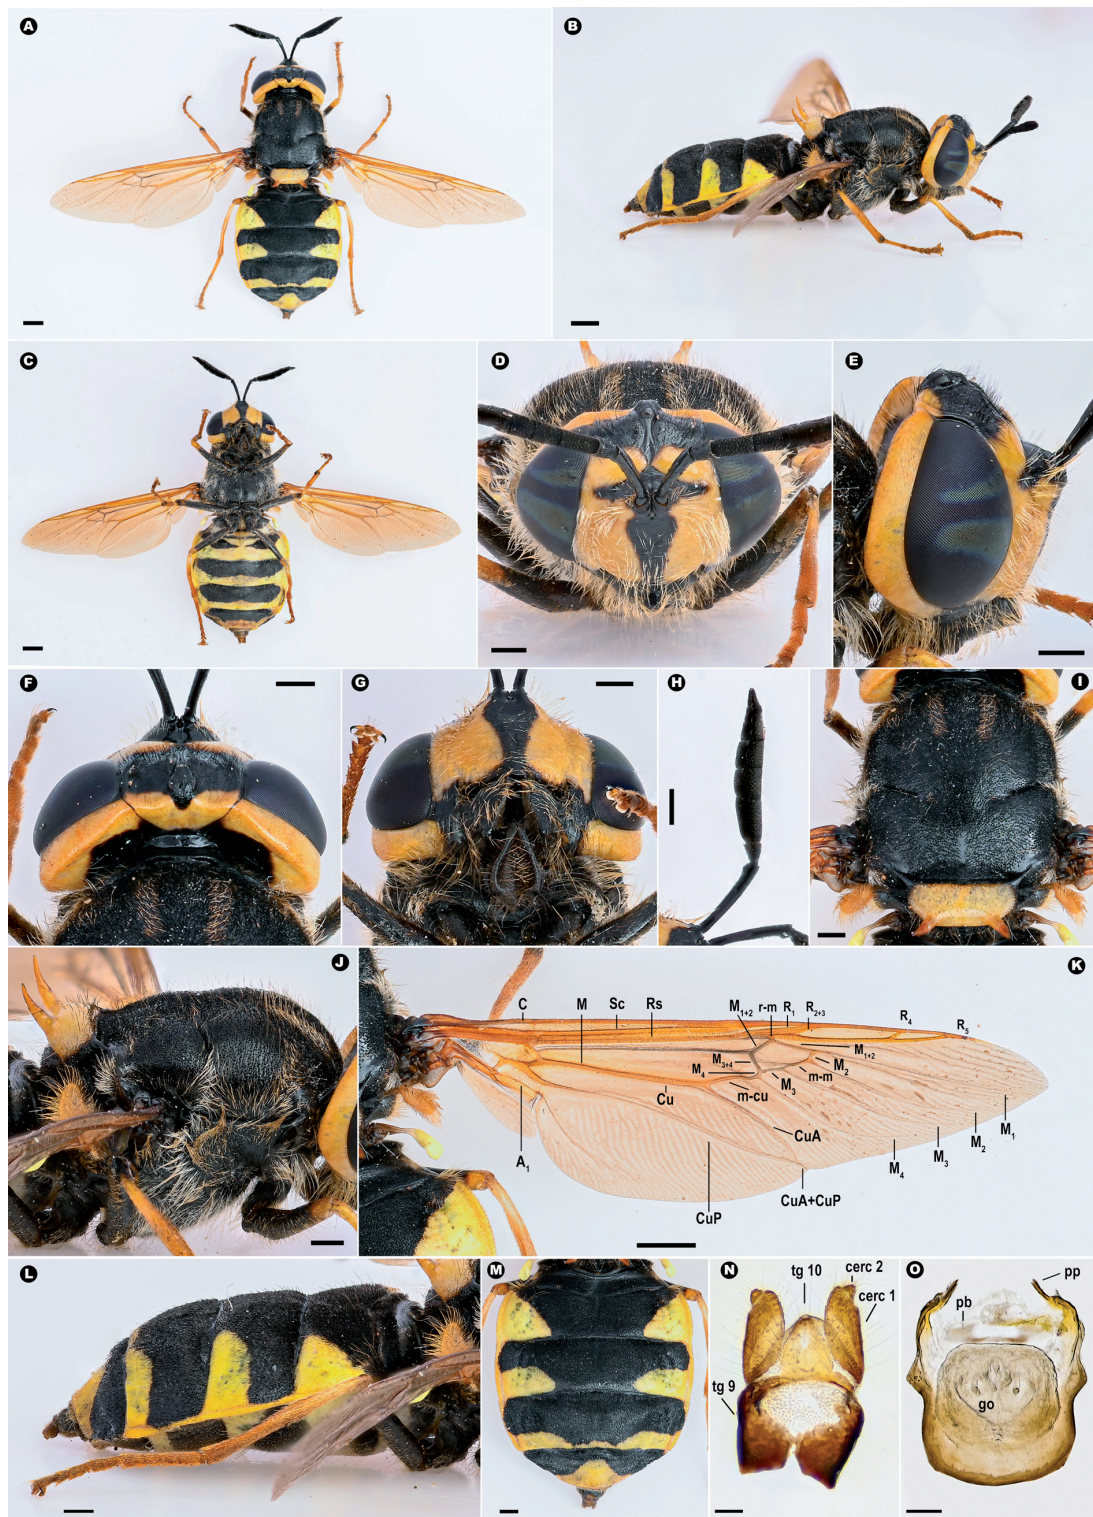 A
B
C
D
E
F
G
H
I
J
K
C M Sc Rs M1+2 r-m R1 R2+3 R4 R5
M3+4 M4 M1+2 M2 m-m M3 m-cu
Cu
A1
CuA
M1
M2
M3
M4
CuP
CuA+CuP
L
M
N
tg 10
cerc 2
cerc 1
tg 9
O
pp
pb
go